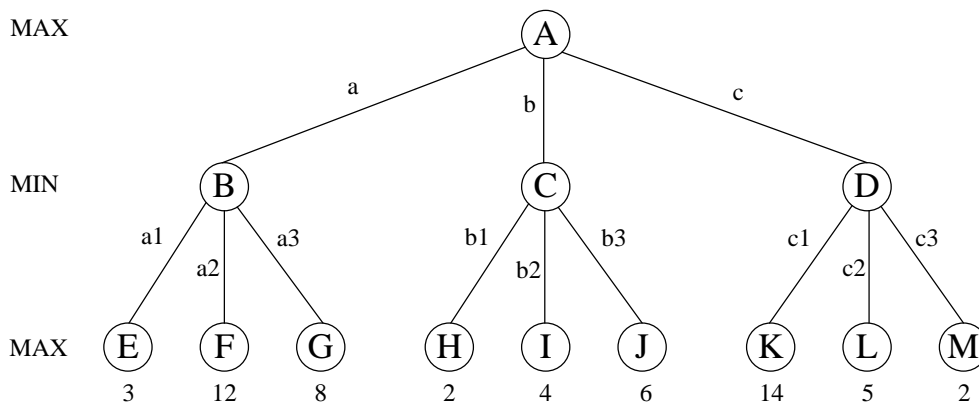 MAX A
a b c
MIN B C D
a1 a2 a3 b1 b2 b3 c1 c2 c3
MAX E F G H I J K L M
3 12 8 2 4 6 14 5 2